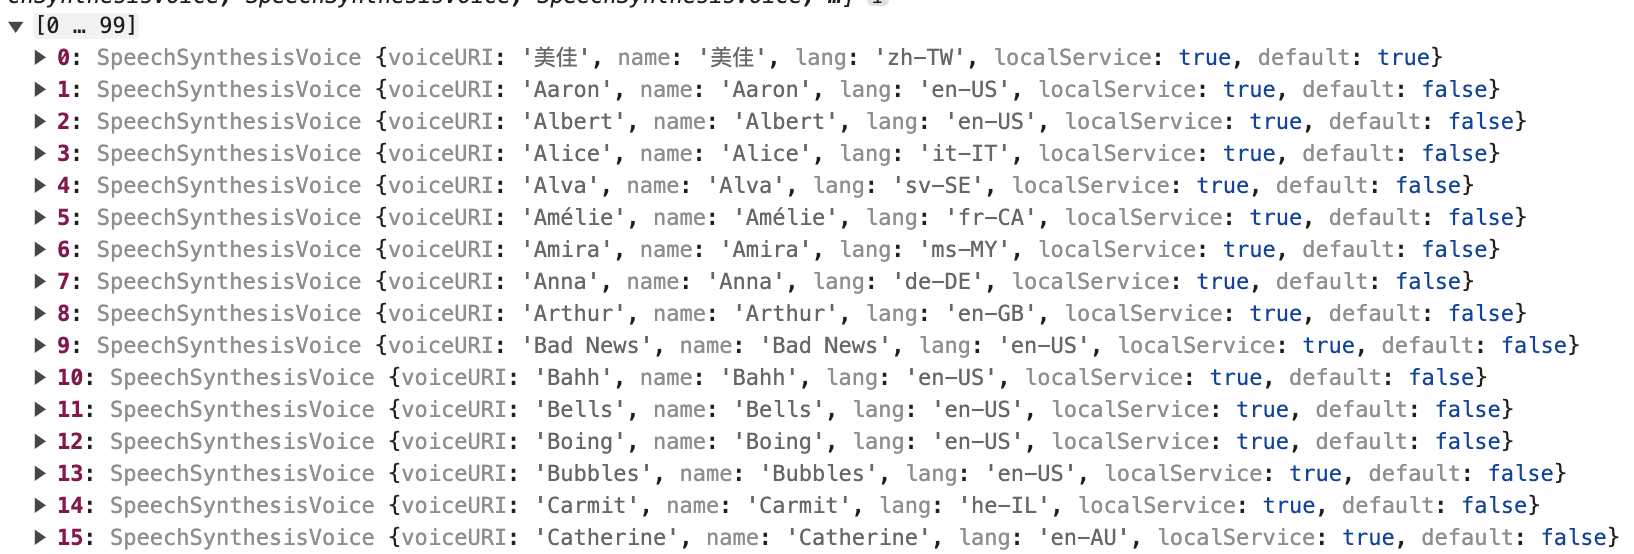 enSynthesisVoice, SpeechSynthesisVoice, SpeechSynthesisVoice, …] i
▼ [0 … 99]
▶ 0: SpeechSynthesisVoice {voiceURI: '美佳', name: '美佳', lang: 'zh-TW', localService: true, default: true}
▶ 1: SpeechSynthesisVoice {voiceURI: 'Aaron', name: 'Aaron', lang: 'en-US', localService: true, default: false}
▶ 2: SpeechSynthesisVoice {voiceURI: 'Albert', name: 'Albert', lang: 'en-US', localService: true, default: false}
▶ 3: SpeechSynthesisVoice {voiceURI: 'Alice', name: 'Alice', lang: 'it-IT', localService: true, default: false}
▶ 4: SpeechSynthesisVoice {voiceURI: 'Alva', name: 'Alva', lang: 'sv-SE', localService: true, default: false}
▶ 5: SpeechSynthesisVoice {voiceURI: 'Amélie', name: 'Amélie', lang: 'fr-CA', localService: true, default: false}
▶ 6: SpeechSynthesisVoice {voiceURI: 'Amira', name: 'Amira', lang: 'ms-MY', localService: true, default: false}
▶ 7: SpeechSynthesisVoice {voiceURI: 'Anna', name: 'Anna', lang: 'de-DE', localService: true, default: false}
▶ 8: SpeechSynthesisVoice {voiceURI: 'Arthur', name: 'Arthur', lang: 'en-GB', localService: true, default: false}
▶ 9: SpeechSynthesisVoice {voiceURI: 'Bad News', name: 'Bad News', lang: 'en-US', localService: true, default: false}
▶ 10: SpeechSynthesisVoice {voiceURI: 'Bahh', name: 'Bahh', lang: 'en-US', localService: true, default: false}
▶ 11: SpeechSynthesisVoice {voiceURI: 'Bells', name: 'Bells', lang: 'en-US', localService: true, default: false}
▶ 12: SpeechSynthesisVoice {voiceURI: 'Boing', name: 'Boing', lang: 'en-US', localService: true, default: false}
▶ 13: SpeechSynthesisVoice {voiceURI: 'Bubbles', name: 'Bubbles', lang: 'en-US', localService: true, default: false}
▶ 14: SpeechSynthesisVoice {voiceURI: 'Carmit', name: 'Carmit', lang: 'he-IL', localService: true, default: false}
▶ 15: SpeechSynthesisVoice {voiceURI: 'Catherine', name: 'Catherine', lang: 'en-AU', localService: true, default: false}